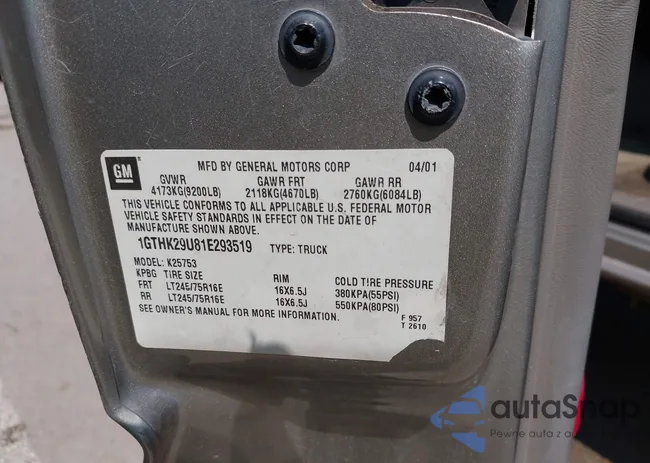 GM
MFD BY GENERAL MOTORS CORP 04/01
GVWR GAWR FRT GAWR RR
4173KG(9200LB) 2118KG(4670LB) 2760KG(6084LB)
THIS VEHICLE CONFORMS TO ALL APPLICABLE U.S. FEDERAL MOTOR
VEHICLE SAFETY STANDARDS IN EFFECT ON THE DATE OF
MANUFACTURE SHOWN ABOVE.
1GTHK29U81E293519 TYPE: TRUCK
MODEL: K25753
KPBG TIRE SIZE RIM COLD TIRE PRESSURE
FRT LT245/75R16E 16X6.5J 380KPA(55PSI)
RR LT245/75R16E 16X6.5J 550KPA(80PSI)
SEE OWNER'S MANUAL FOR MORE INFORMATION.
F 957
T 2610
autaSnap
Pewne auta z